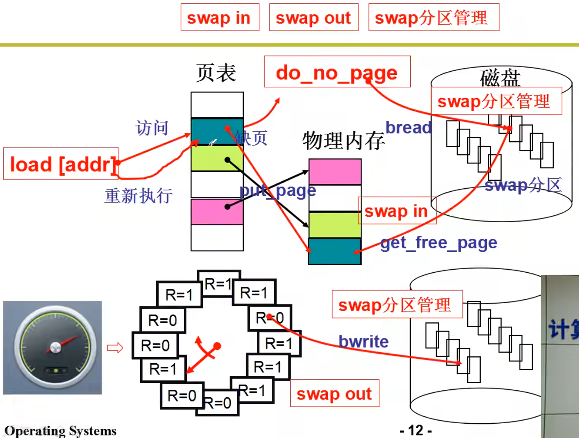 swap in
swap out
swap分区管理
页表
do_no_page
磁盘
swap分区管理
访问
缺页
物理内存
bread
load [addr]
重新执行
put_page
swap分区
swap in
get_free_page
R=1
R=1
R=1
R=0
R=0
R=0
R=1
R=1
R=1
R=0
R=0
swap分区管理
bwrite
计算
swap out
Operating Systems
- 12 -